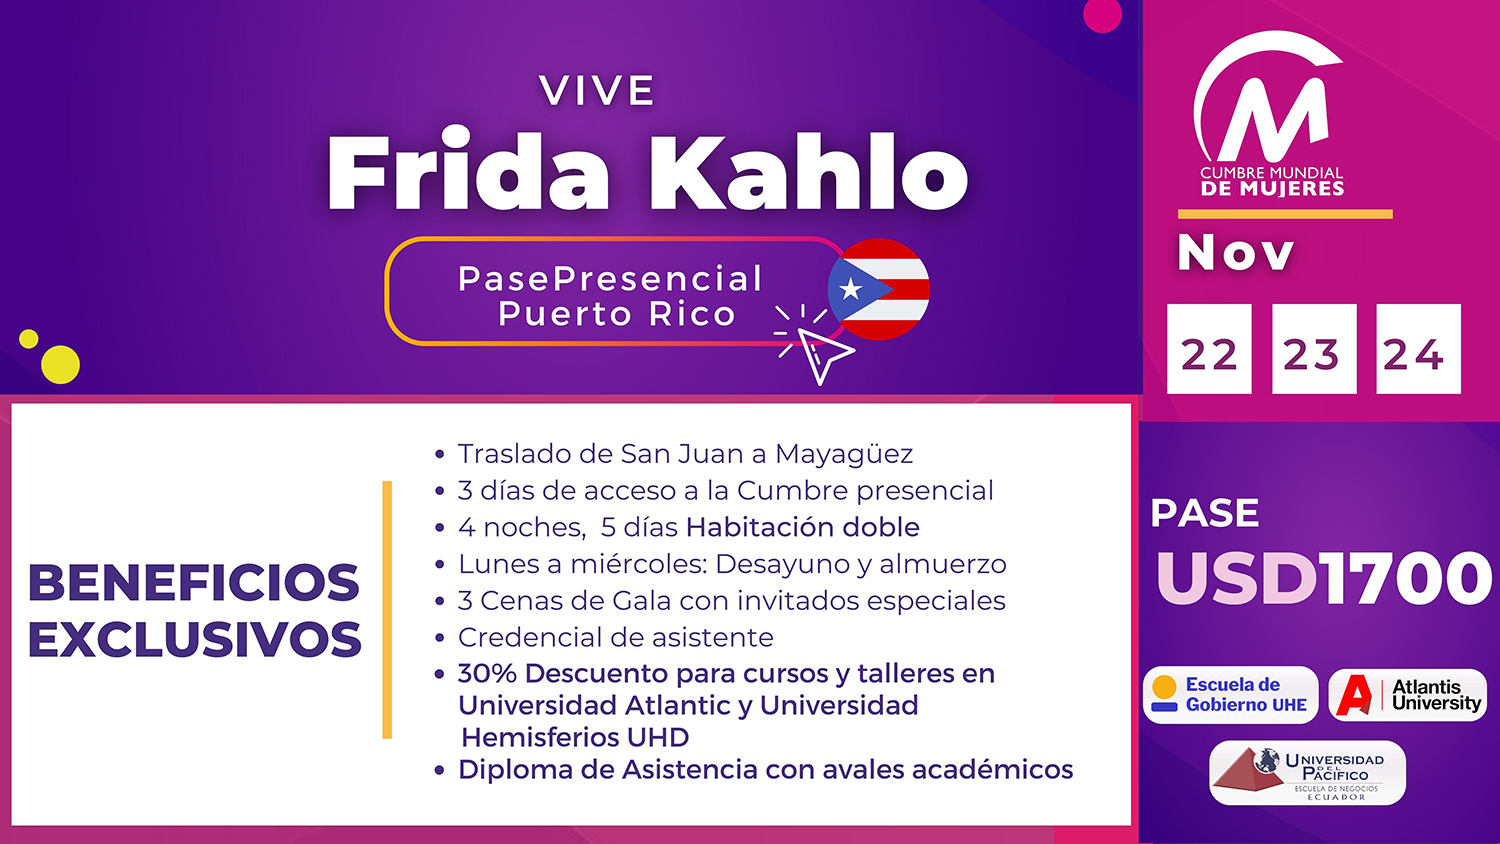 VIVE
Frida Kahlo
PasePresencial
Puerto Rico
M
CUMBRE MUNDIAL
DE MUJERES
Nov
22 23 24
BENEFICIOS
EXCLUSIVOS
• Traslado de San Juan a Mayagüez
• 3 días de acceso a la Cumbre presencial
• 4 noches, 5 días Habitación doble
• Lunes a miércoles: Desayuno y almuerzo
• 3 Cenas de Gala con invitados especiales
• Credencial de asistente
• 30% Descuento para cursos y talleres en
Universidad Atlantic y Universidad
Hemisferios UHD
• Diploma de Asistencia con avales académicos
PASE
USD1700
Escuela de
Gobierno UHE
A
Atlantis
University
UNIVERSIDAD
DEL
PACÍFICO
ESCUELA DE NEGOCIOS
ECUADOR